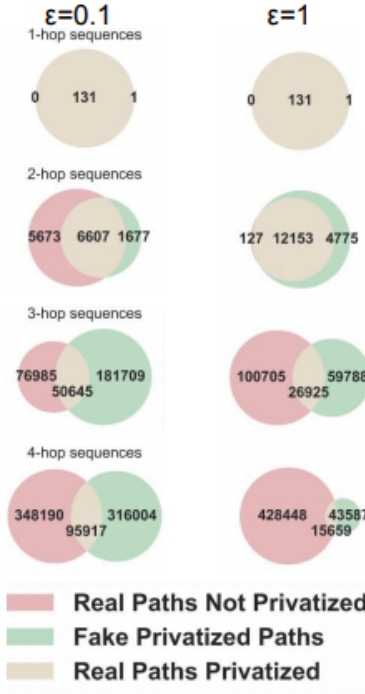 ε=0.1 ε=1
1-hop sequences
0 131 1 0 131 1
2-hop sequences
5673 6607 1677 127 12153 4775
3-hop sequences
76985 181709 100705 59788
50645 26925
4-hop sequences
348190 316004 428448 43587
95917 15659
Real Paths Not Privatized
Fake Privatized Paths
Real Paths Privatized